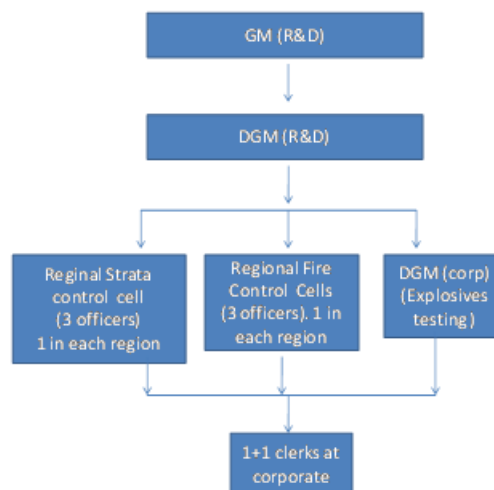 GM (R&D)
DGM (R&D)
Reginal Strata
control cell
(3 officers)
1 in each region
Regional Fire
Control Cells
(3 officers). 1 in
each region
DGM (corp)
(Explosives
testing)
1+1 clerks at
corporate